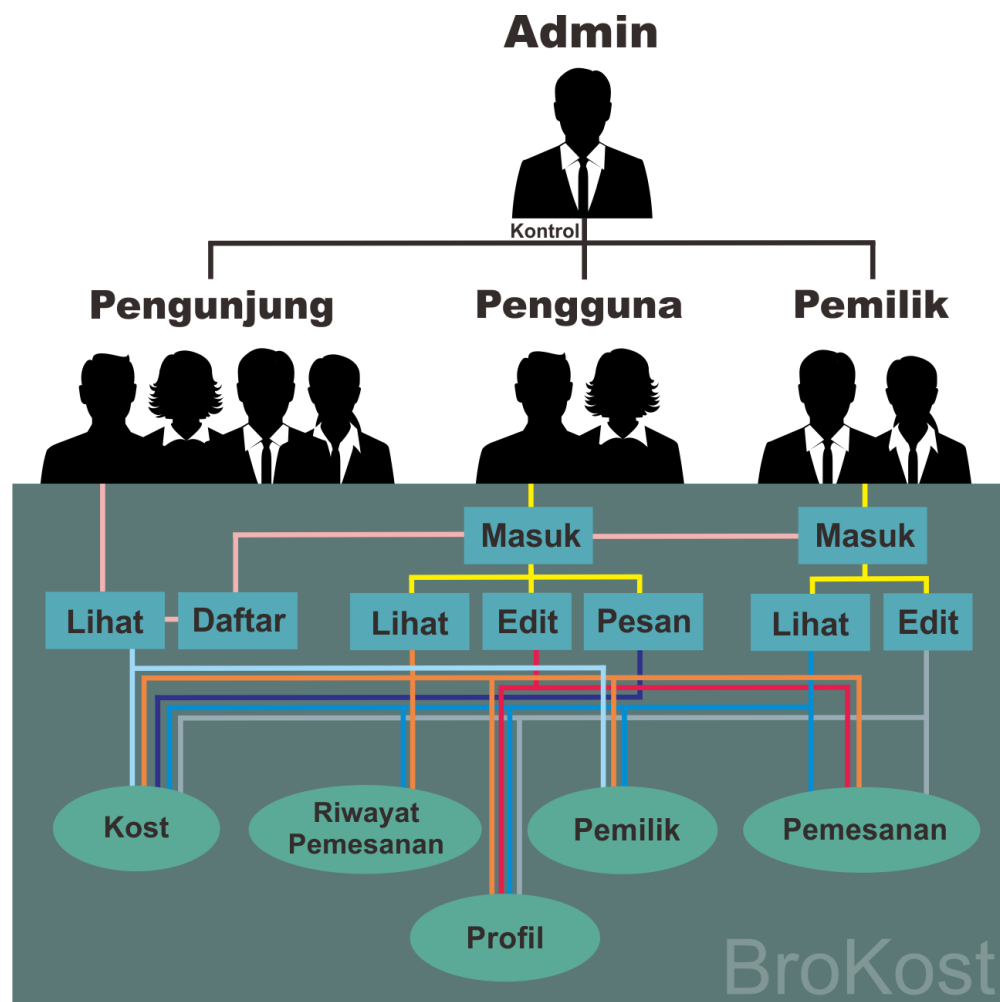 Admin
Kontrol
Pengunjung
Pengguna
Pemilik
Masuk
Masuk
Lihat
Daftar
Lihat
Edit
Pesan
Lihat
Edit
Kost
Riwayat
Pemesanan
Pemilik
Pemesanan
Profil
BroKost